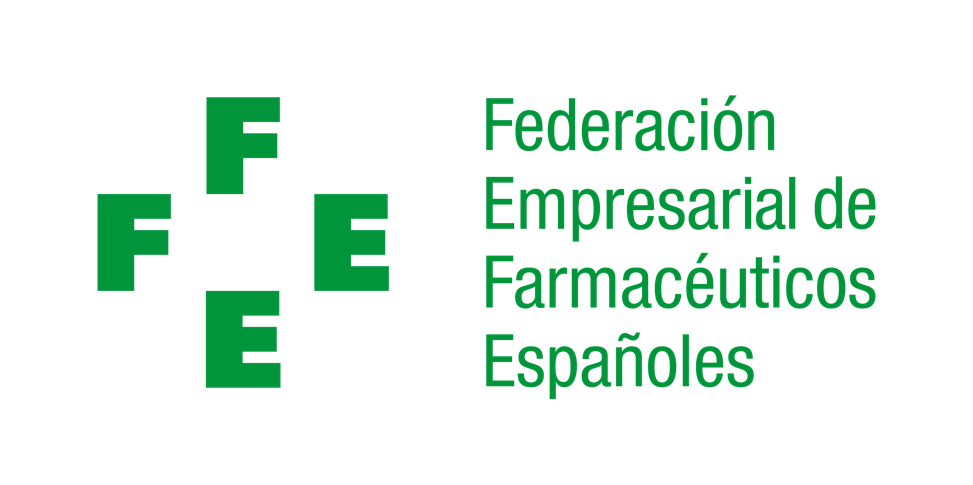 F
F E
E
Federación
Empresarial de
Farmacéuticos
Españoles